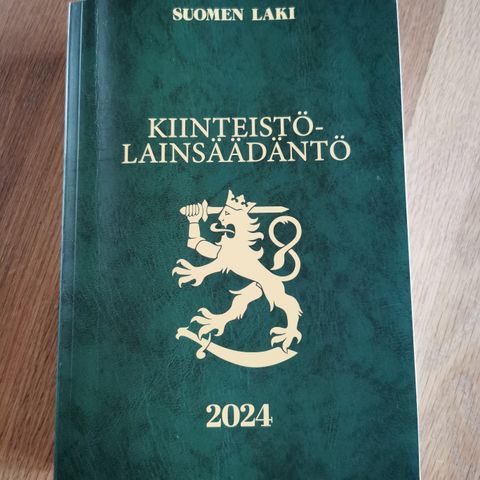 SUOMEN LAKI
KIINTEISTÖ-
LAINSÄÄDÄNTÖ
2024